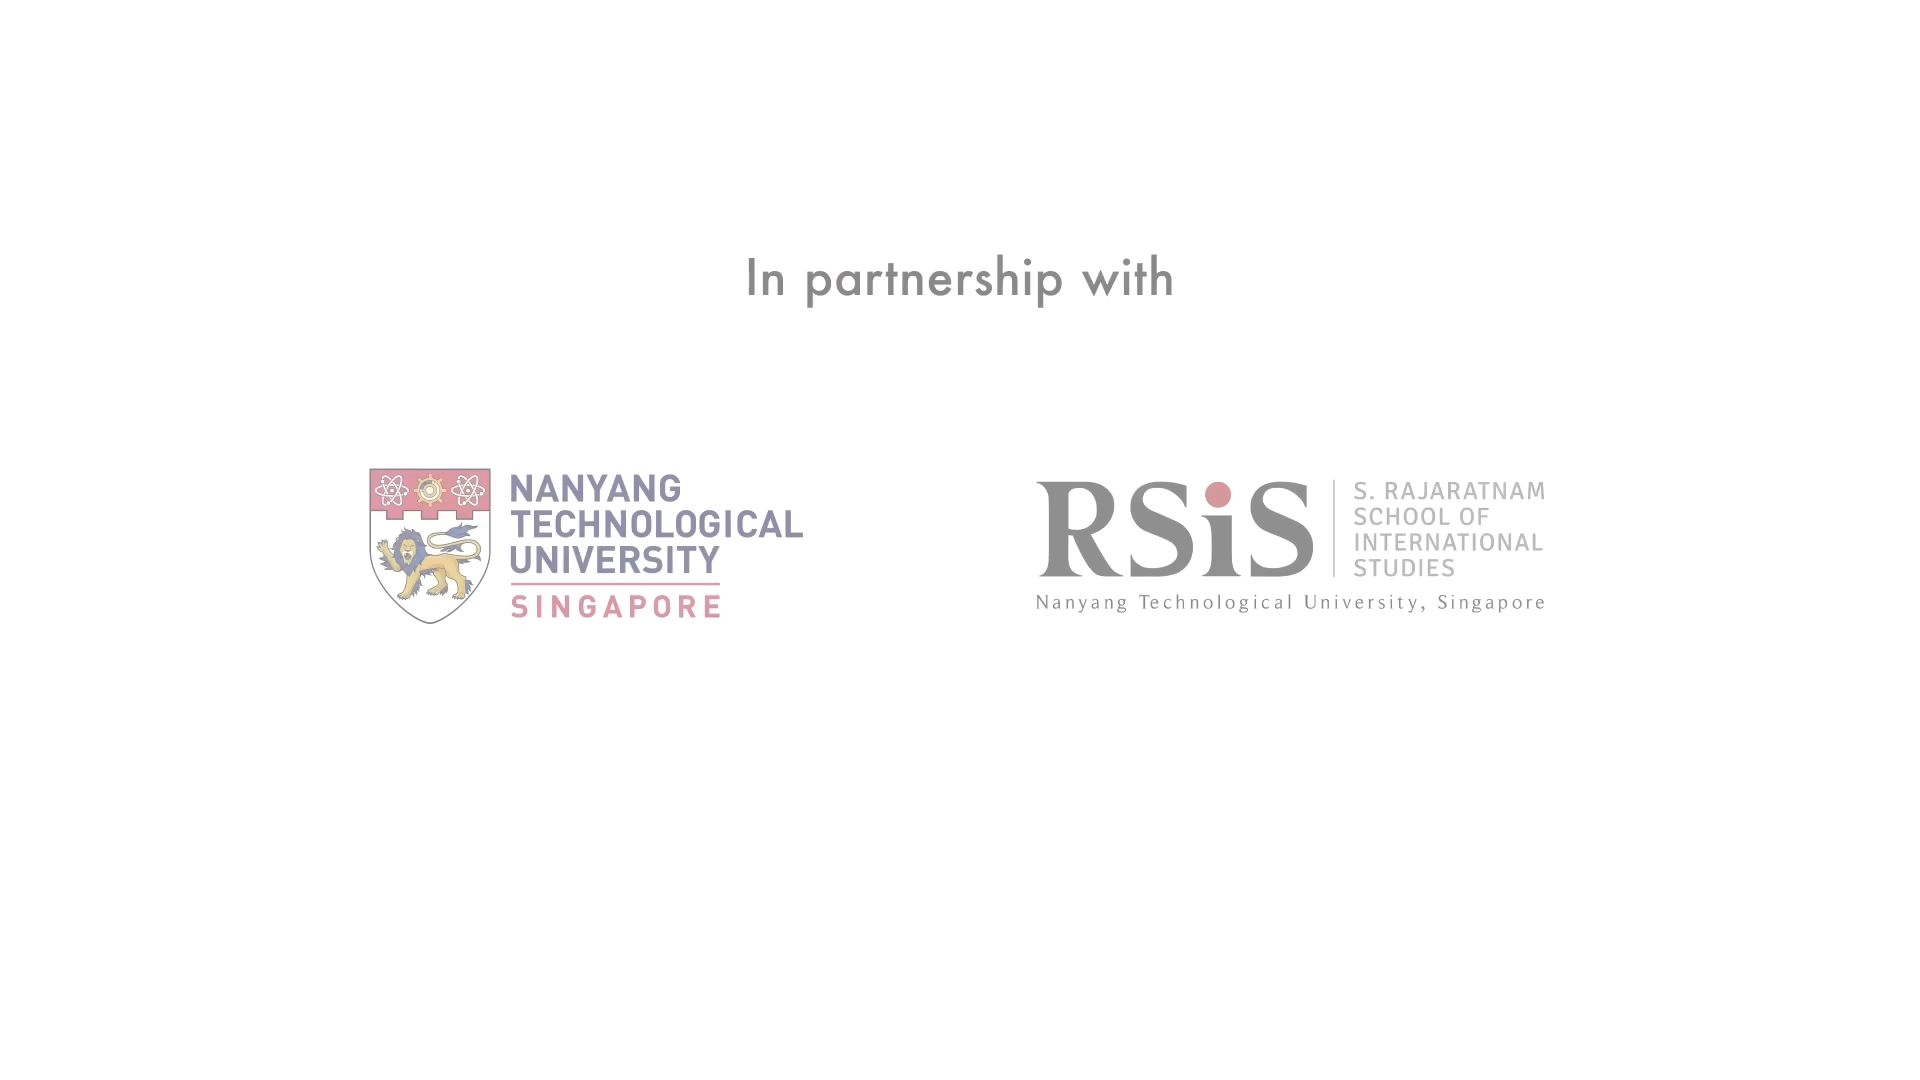 In partnership with
NANYANG
TECHNOLOGICAL
UNIVERSITY
SINGAPORE
RSiS
S. RAJARATNAM
SCHOOL OF
INTERNATIONAL
STUDIES
Nanyang Technological University, Singapore